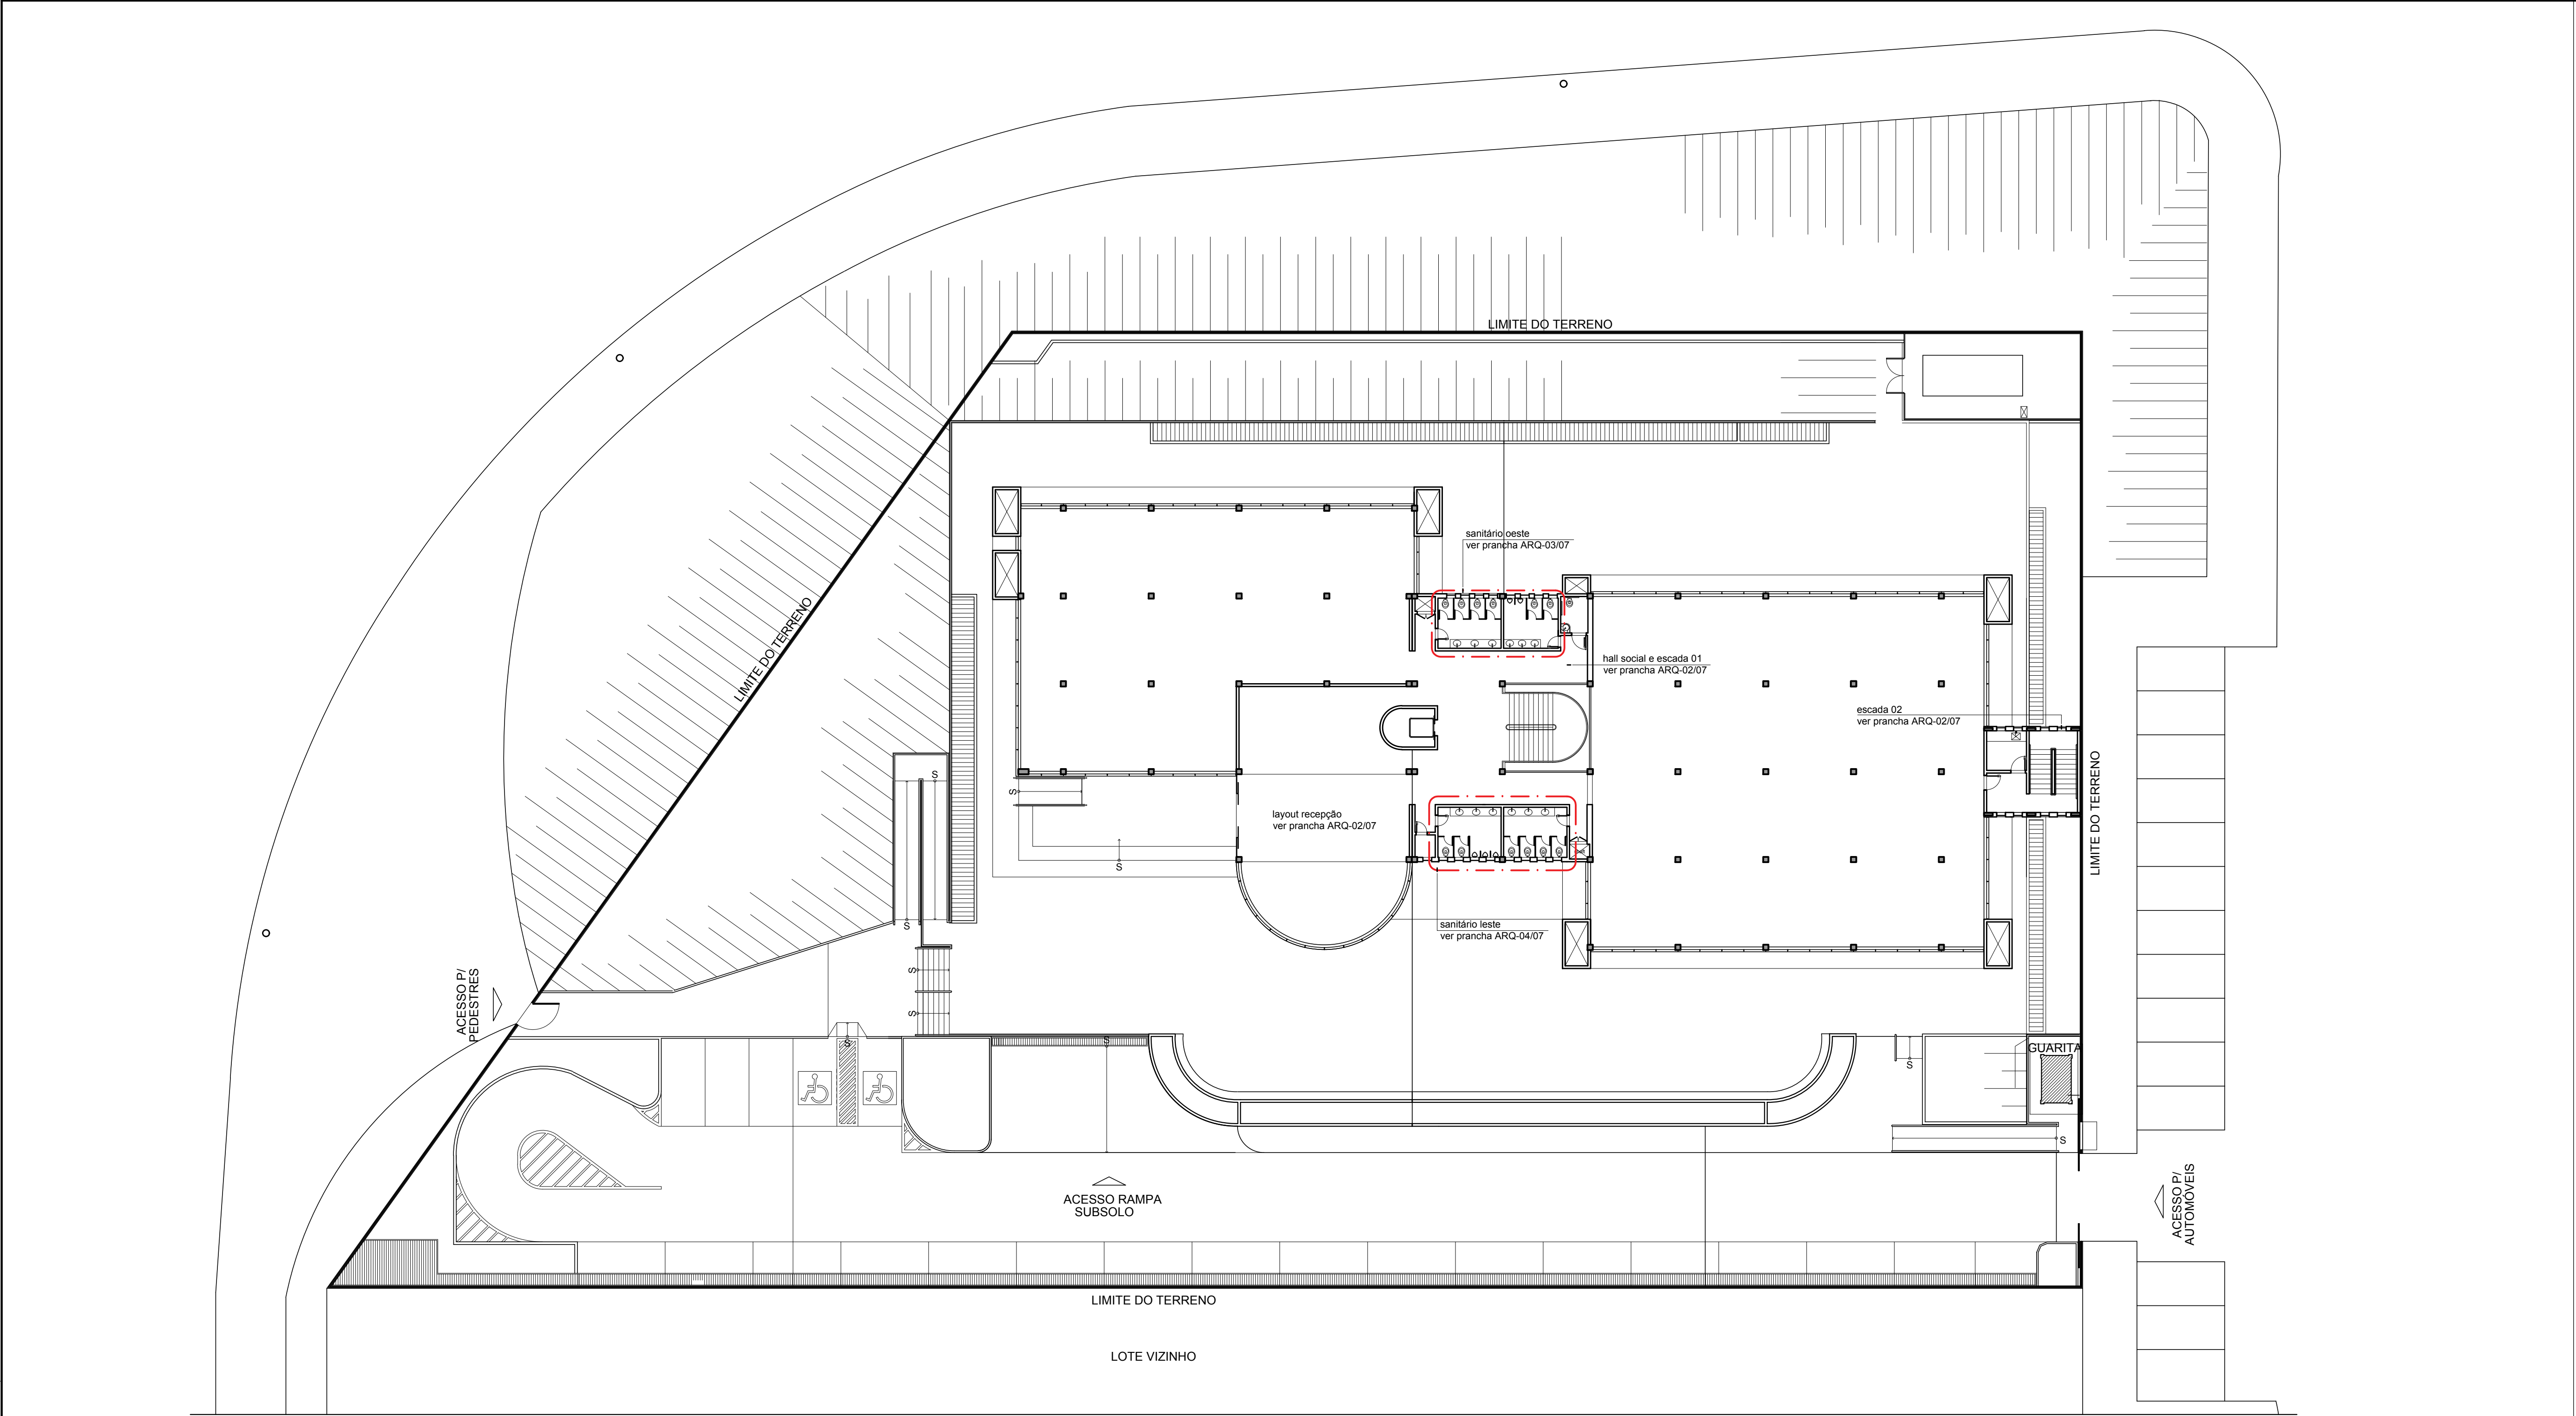 LIMITE DO TERRENO
sanitário oeste
ver prancha ARQ-03/07
LIMITE DO TERRENO
hall social e escada 01
ver prancha ARQ-02/07
escada 02
ver prancha ARQ-02/07
LIMITE DO TERRENO
S
S
layout recepção
ver prancha ARQ-02/07
S
S
sanitário leste
ver prancha ARQ-04/07
ACESSO P/
PEDESTRES
S
S
S
S
S
GUARITA
S
ACESSO RAMPA
SUBSOLO
ACESSO P/
AUTOMÓVEIS
LIMITE DO TERRENO
LOTE VIZINHO